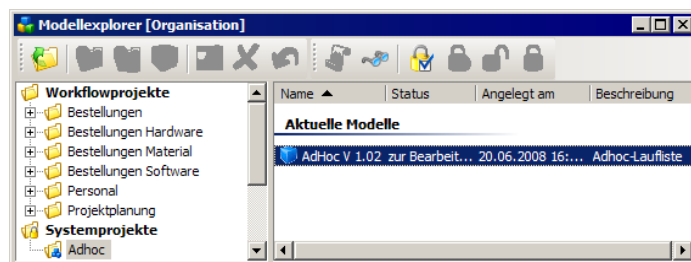 Modellexplorer [Organisation]
Workflowprojekte
Bestellungen
Bestellungen Hardware
Bestellungen Material
Bestellungen Software
Personal
Projektplanung
Systemprojekte
Adhoc
Name Status Angelegt am Beschreibung
Aktuelle Modelle
AdHoc V 1.02 zur Bearbeit... 20.06.2008 16:... Adhoc-Laufliste